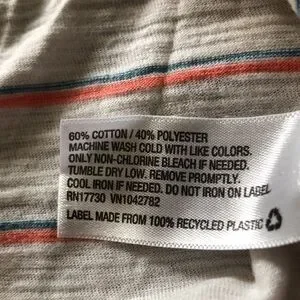 60% COTTON / 40% POLYESTER
MACHINE WASH COLD WITH LIKE COLORS.
ONLY NON-CHLORINE BLEACH IF NEEDED.
TUMBLE DRY LOW. REMOVE PROMPTLY.
COOL IRON IF NEEDED. DO NOT IRON ON LABEL
RN17730 VN1042782
LABEL MADE FROM 100% RECYCLED PLASTIC